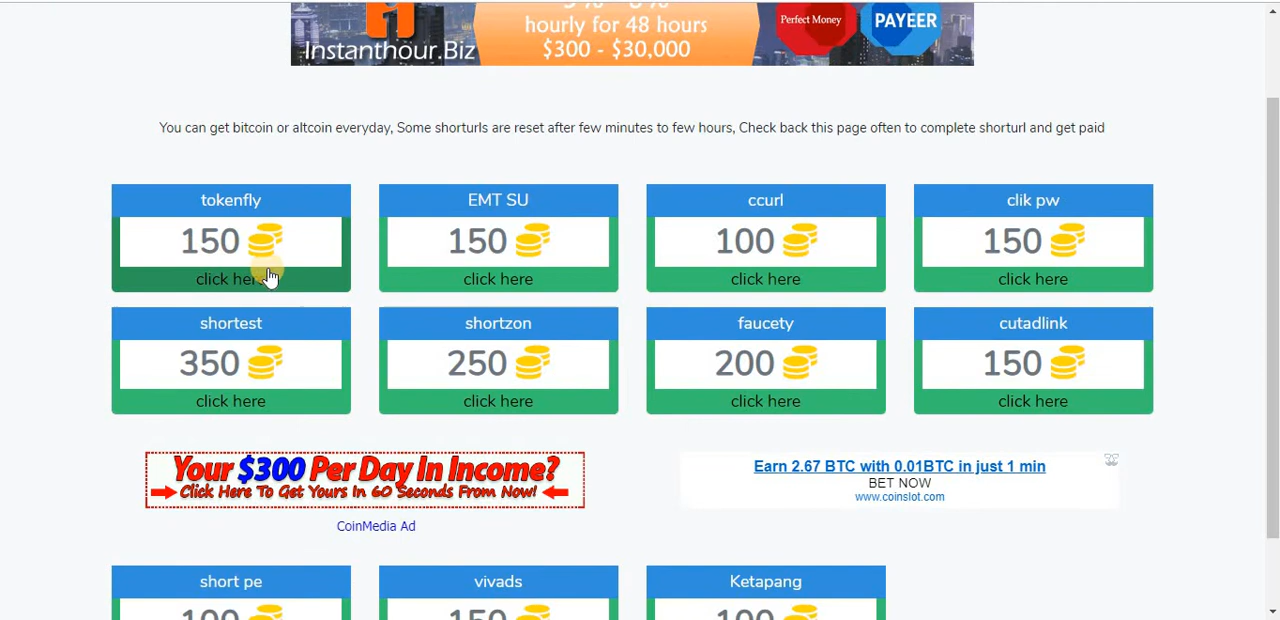 hourly for 48 hours
$300 - $30,000
Instanthour.Biz
Perfect Money
PAYEER
You can get bitcoin or altcoin everyday, Some shorturls are reset after few minutes to few hours, Check back this page often to complete shorturl and get paid
tokenfly
EMT SU
ccurl
clik pw
150
150
100
150
click here
click here
click here
click here
shortest
shortzon
faucety
cutadlink
350
250
200
150
click here
click here
click here
click here
Your $300 Per Day In Income?
Click Here To Get Yours In 60 Seconds From Now!
Earn 2.67 BTC with 0.01BTC in just 1 min
BET NOW
www.coinslot.com
CoinMedia Ad
short pe
vivads
Ketapang
100
150
100